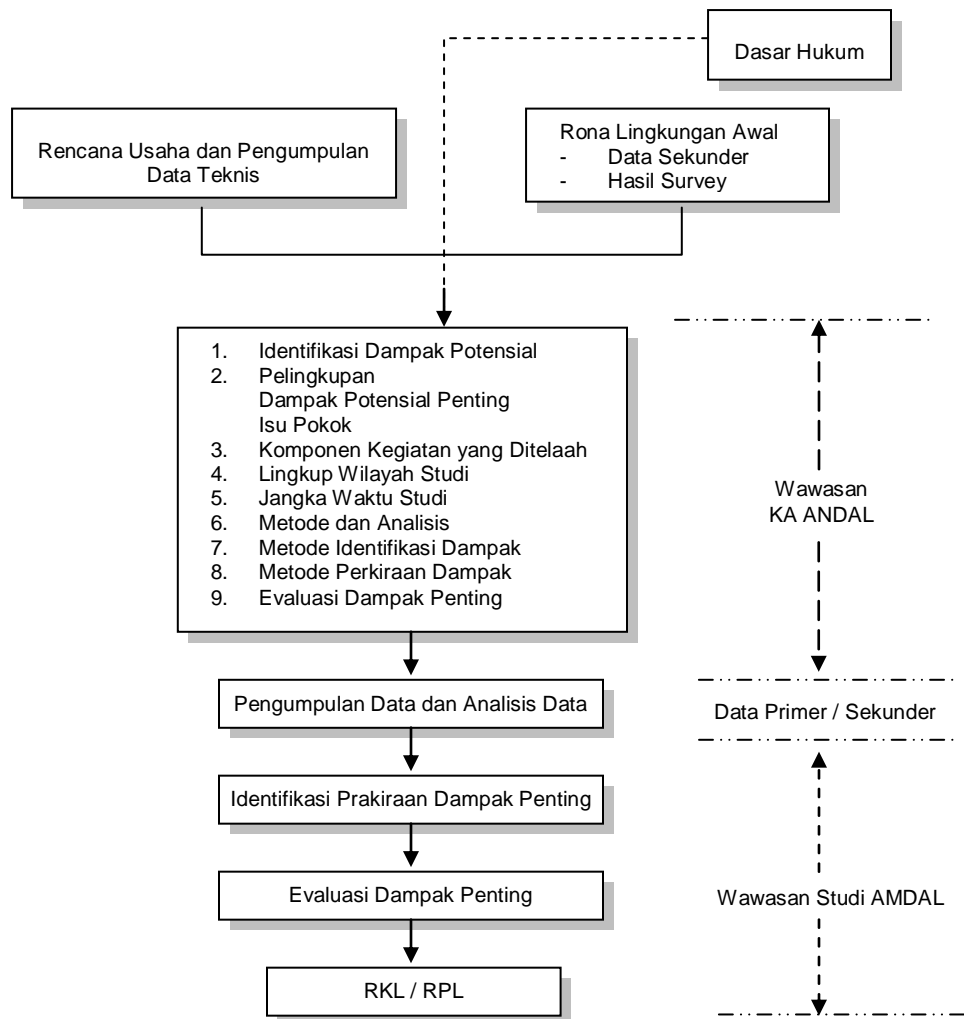 Dasar Hukum
Rencana Usaha dan Pengumpulan
Data Teknis
Rona Lingkungan Awal
- Data Sekunder
- Hasil Survey
1. Identifikasi Dampak Potensial
2. Pelingkupan
Dampak Potensial Penting
Isu Pokok
3. Komponen Kegiatan yang Ditelaah
4. Lingkup Wilayah Studi
5. Jangka Waktu Studi
6. Metode dan Analisis
7. Metode Identifikasi Dampak
8. Metode Perkiraan Dampak
9. Evaluasi Dampak Penting
Wawasan
KA ANDAL
Pengumpulan Data dan Analisis Data
Data Primer / Sekunder
Identifikasi Prakiraan Dampak Penting
Evaluasi Dampak Penting
Wawasan Studi AMDAL
RKL / RPL